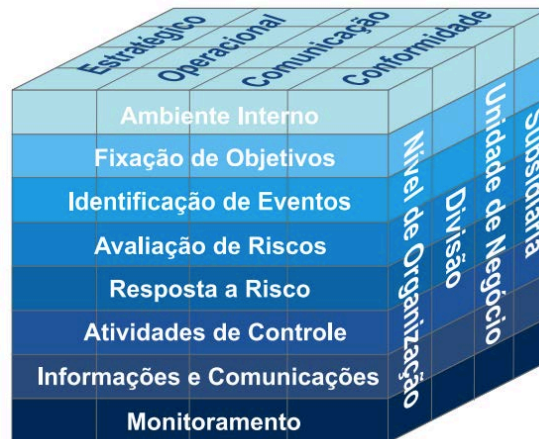 Estratégico
Operacional
Comunicação
Conformidade
Ambiente Interno
Fixação de Objetivos
Identificação de Eventos
Avaliação de Riscos
Resposta a Risco
Atividades de Controle
Informações e Comunicações
Monitoramento
Nível de Organização
Divisão
Unidade de Negócio
Subsidiária